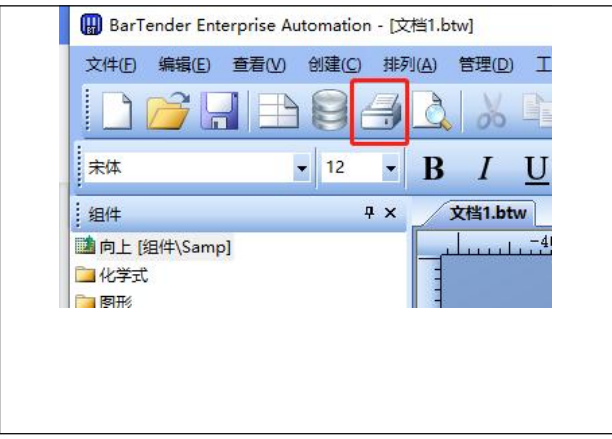 BarTender Enterprise Automation - [文档1.btw]
文件(F) 编辑(E) 查看(V) 创建(C) 排列(A) 管理(D) 工
宋体 12 B I U
组件 文档1.btw
向上 [组件\Samp]
化学式
图形